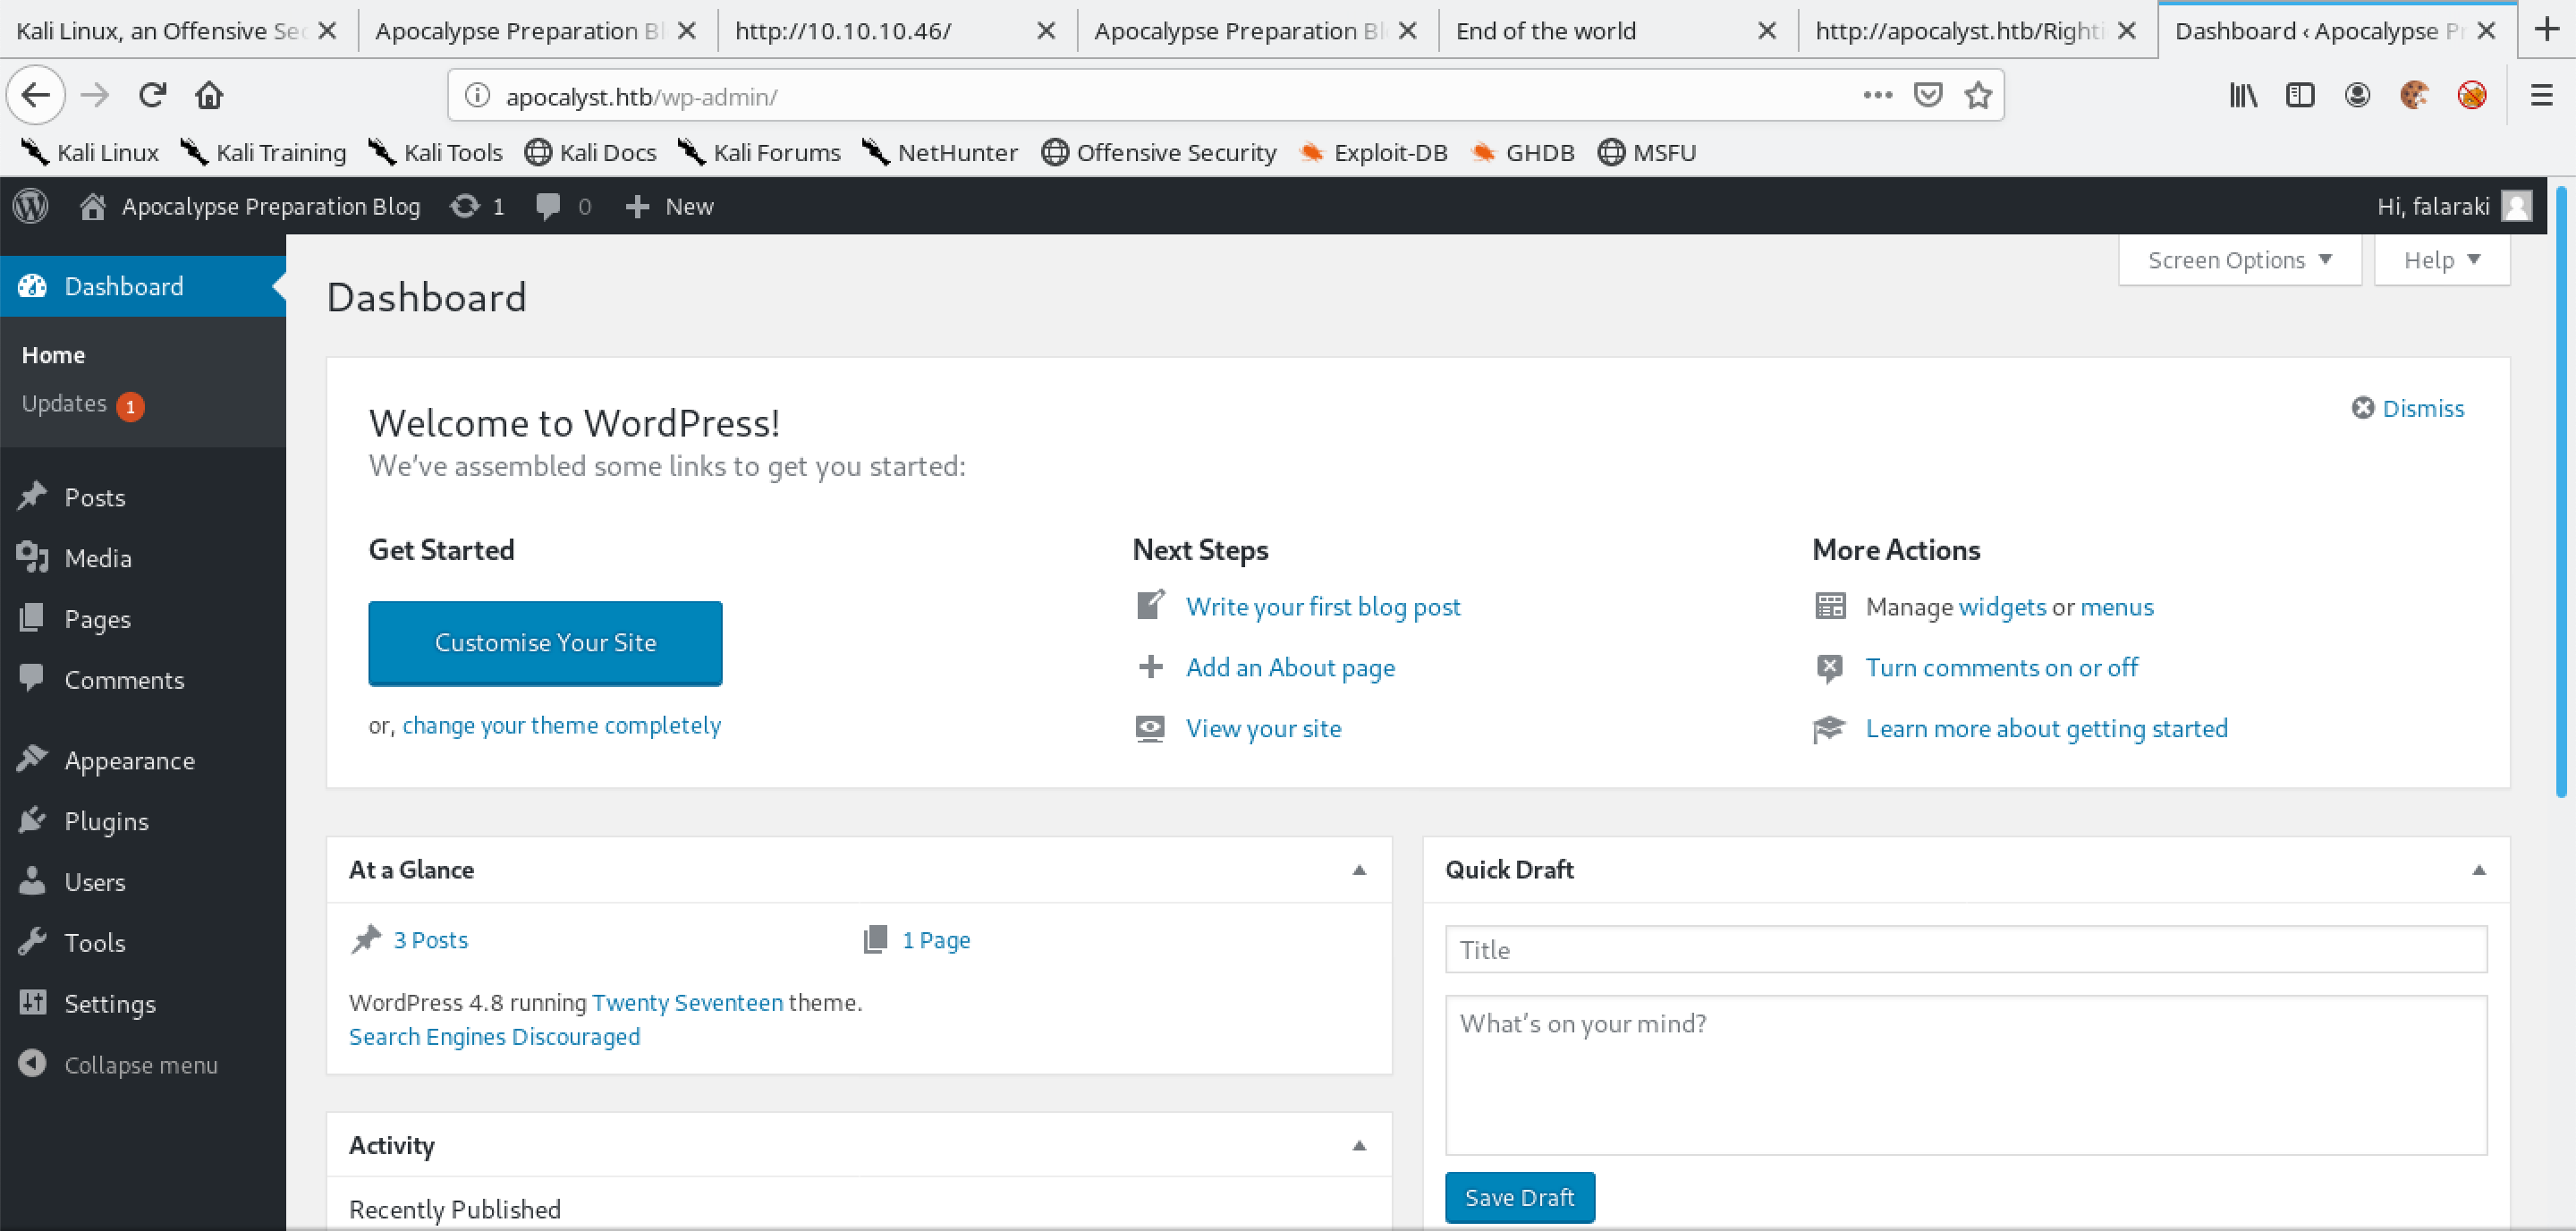 Kali Linux, an Offensive Sec
Apocalypse Preparation Bl
http://10.10.10.46/
Apocalypse Preparation Bl
End of the world
http://apocalyst.htb/Righti
Dashboard ‹ Apocalypse Pr
apocalyst.htb/wp-admin/
Kali Linux Kali Training Kali Tools Kali Docs Kali Forums NetHunter Offensive Security Exploit-DB GHDB MSFU
Apocalypse Preparation Blog 1 0 New Hi, falaraki
Screen Options Help
Dashboard
Home
Updates 1
Posts
Media
Pages
Comments
Appearance
Plugins
Users
Tools
Settings
Collapse menu
Dashboard
Welcome to WordPress!
Dismiss
We've assembled some links to get you started:
Get Started
Customise Your Site
or, change your theme completely
Next Steps
Write your first blog post
Add an About page
View your site
More Actions
Manage widgets or menus
Turn comments on or off
Learn more about getting started
At a Glance
3 Posts 1 Page
WordPress 4.8 running Twenty Seventeen theme.
Search Engines Discouraged
Activity
Recently Published
Quick Draft
Title
What's on your mind?
Save Draft